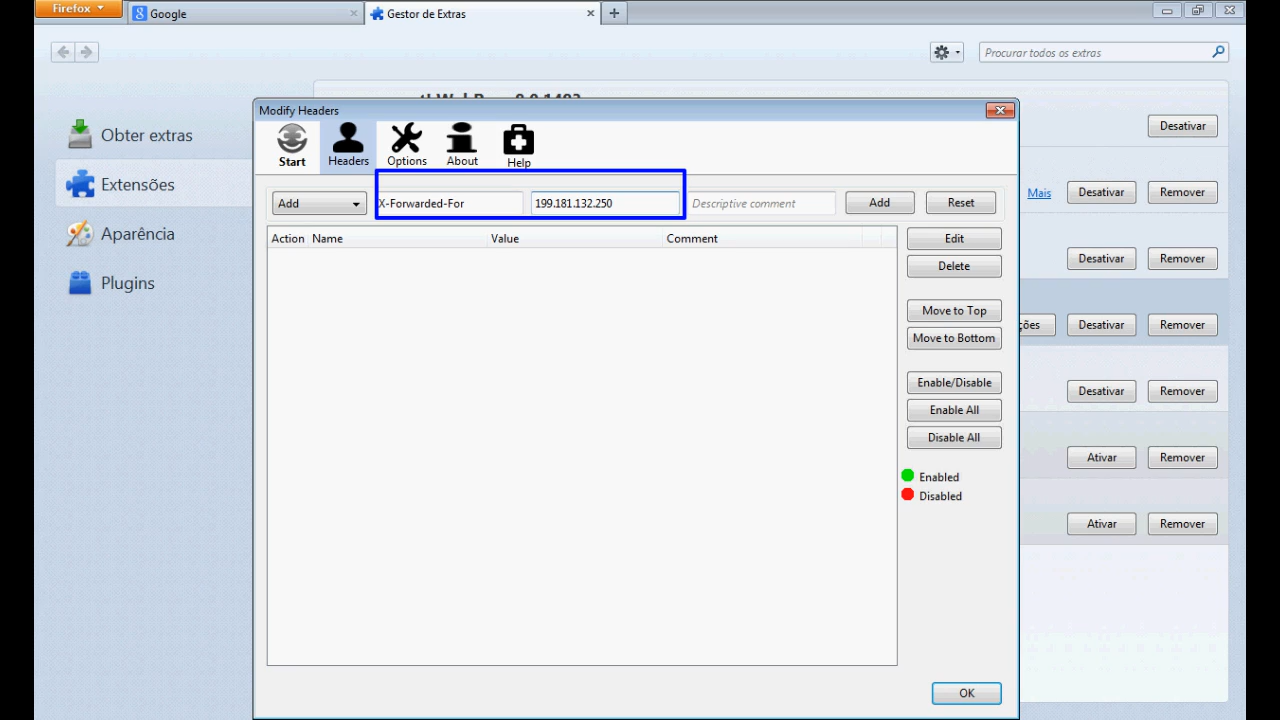 Firefox
Google
Gestor de Extras
Procurar todos os extras
Obter extras
Extensões
Aparência
Plugins
Modify Headers
Start
Headers
Options
About
Help
Add
X-Forwarded-For
199.181.132.250
Descriptive comment
Add
Reset
Action Name Value Comment
Edit
Delete
Move to Top
Move to Bottom
Enable/Disable
Enable All
Disable All
Enabled
Disabled
OK
Desativar
Mais Desativar Remover
Desativar Remover
ções Desativar Remover
Desativar Remover
Ativar Remover
Ativar Remover